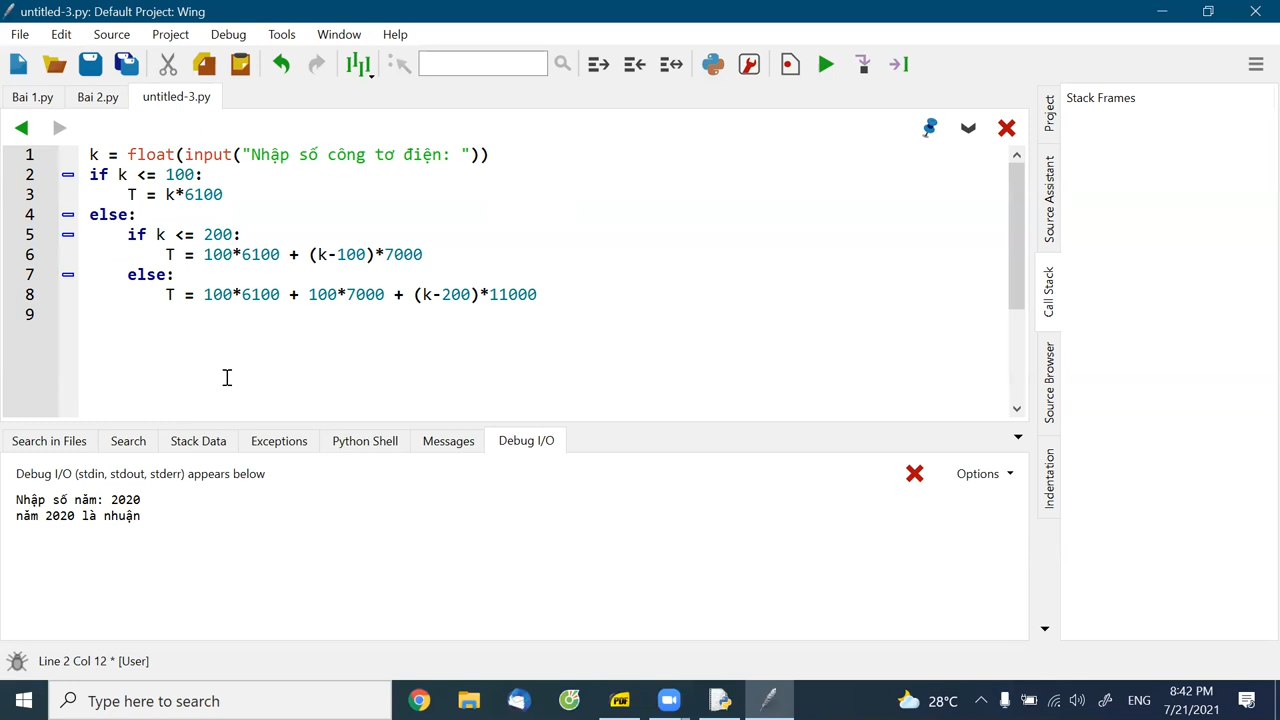 untitled-3.py: Default Project: Wing
File Edit Source Project Debug Tools Window Help
Bai 1.py Bai 2.py untitled-3.py
1 k = float(input("Nhập số công tơ điện: "))
2 if k <= 100:
3 T = k*6100
4 else:
5 if k <= 200:
6 T = 100*6100 + (k-100)*7000
7 else:
8 T = 100*6100 + 100*7000 + (k-200)*11000
9
Project
Source Assistant
Call Stack
Source Browser
Indentation
Stack Frames
Search in Files Search Stack Data Exceptions Python Shell Messages Debug I/O
Debug I/O (stdin, stdout, stderr) appears below
Options
Nhập số năm: 2020
năm 2020 là nhuận
Line 2 Col 12 * [User]
Type here to search
PDF
28°C
ENG
8:42 PM
7/21/2021